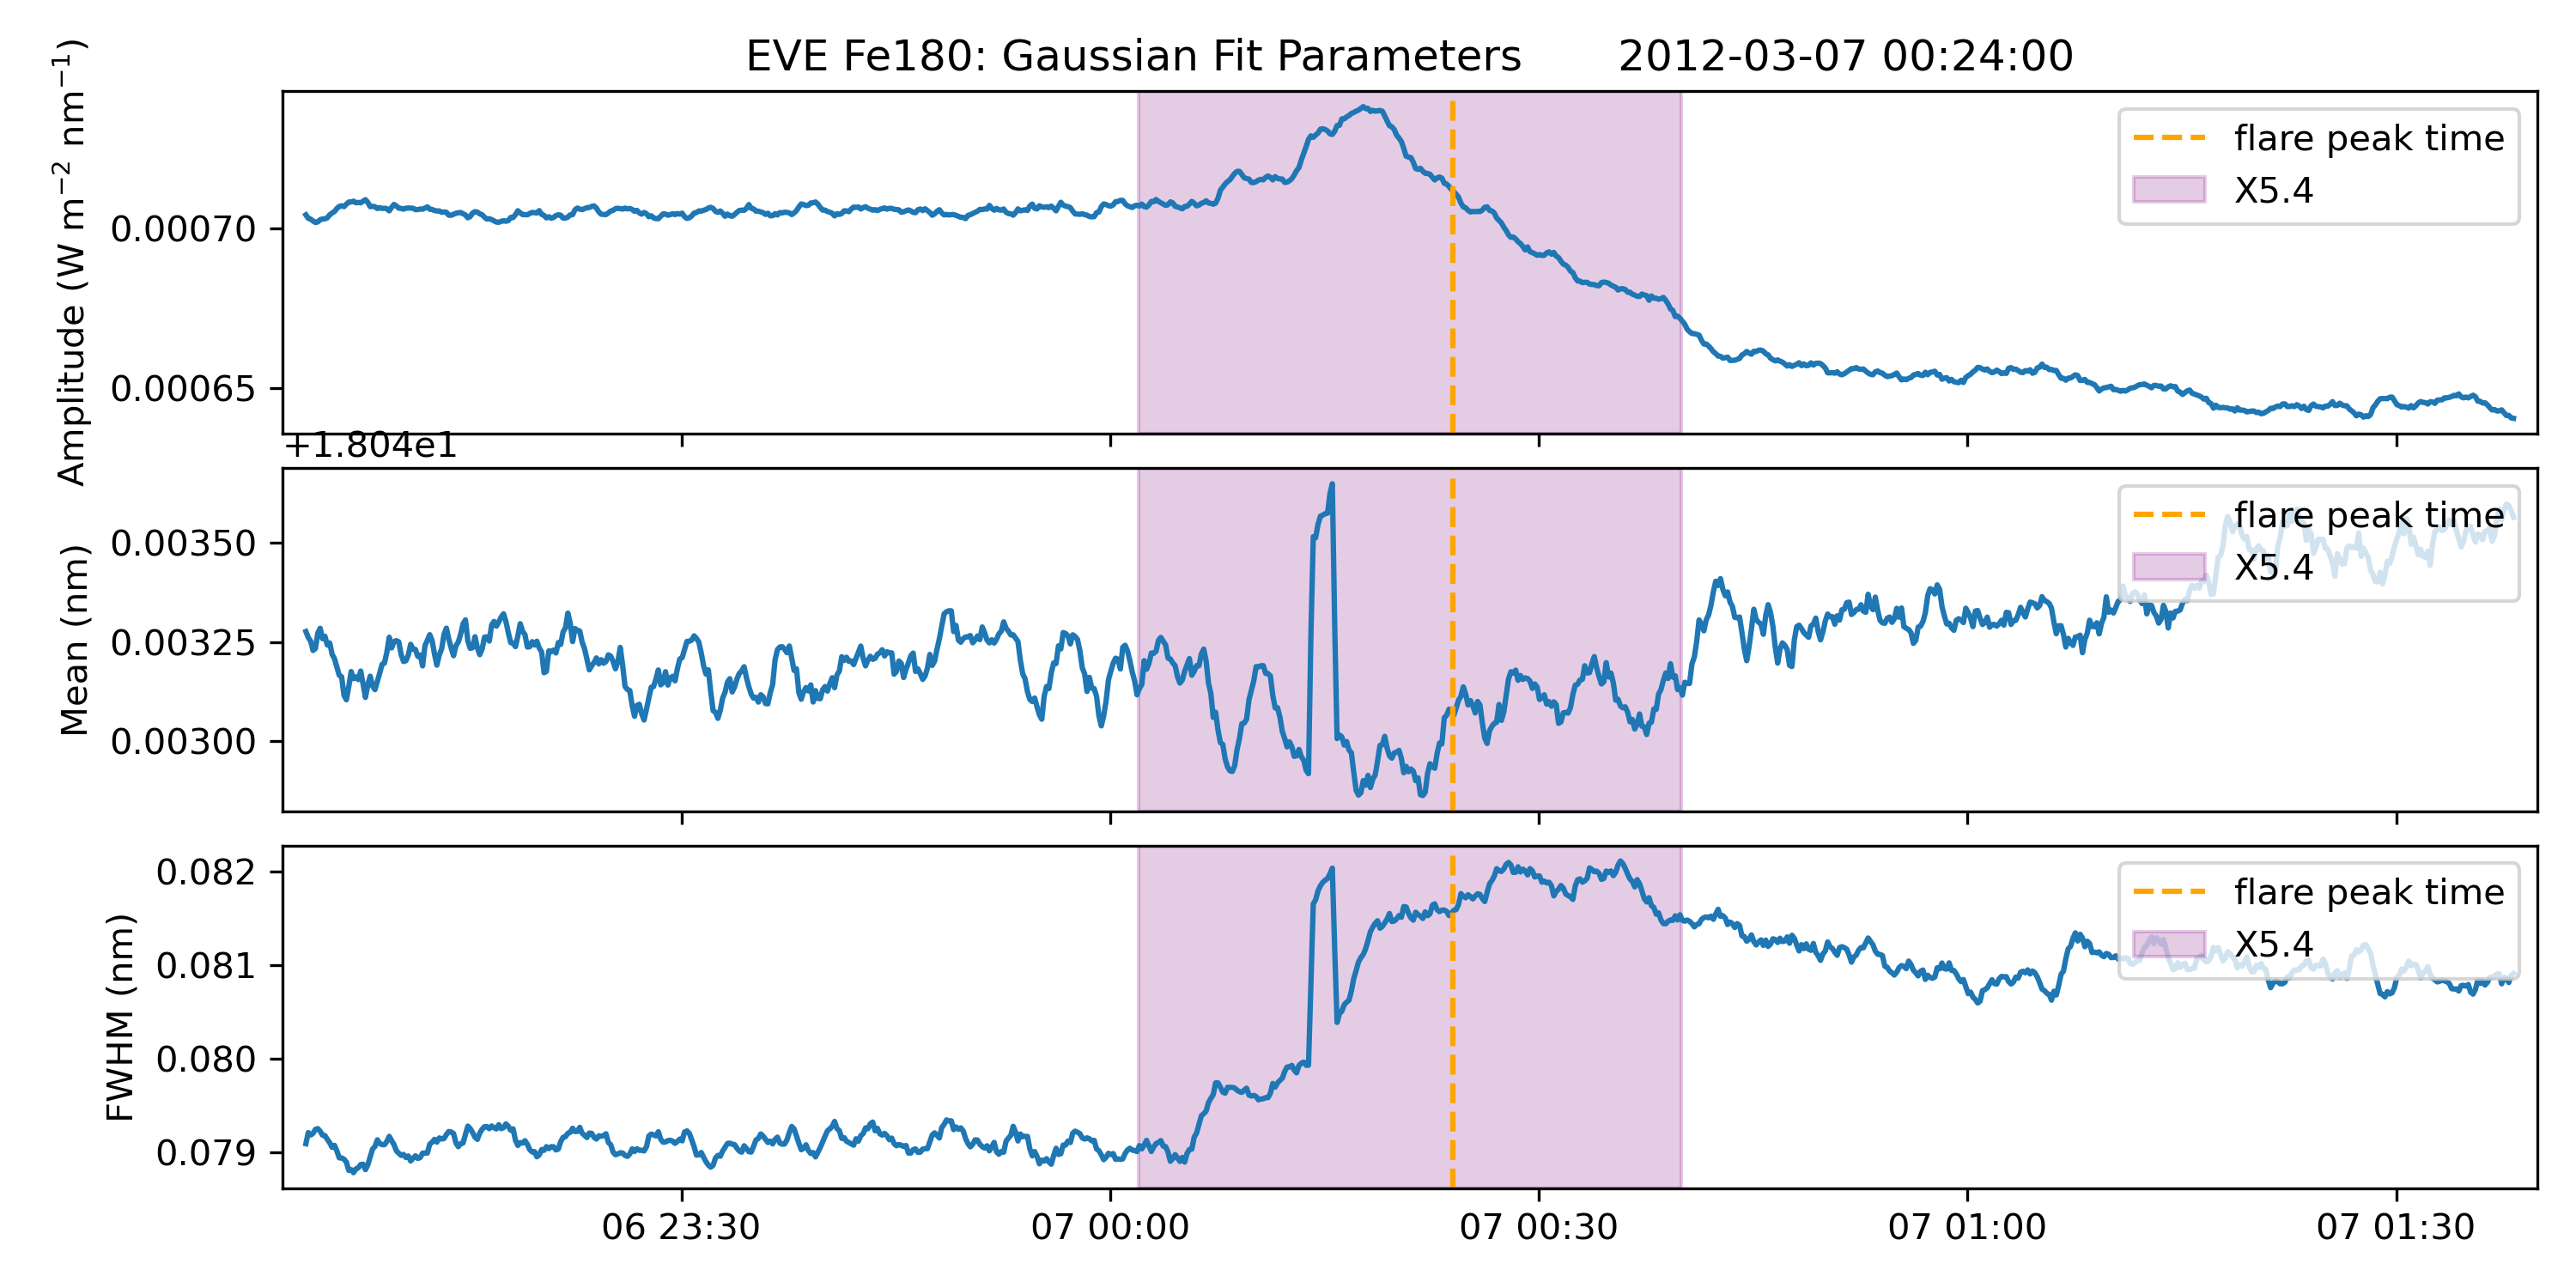 EVE Fe180: Gaussian Fit Parameters 2012-03-07 00:24:00
Amplitude (W m⁻² nm⁻¹)
0.00070
0.00065
flare peak time
X5.4
+1.804e1
Mean (nm)
0.00350
0.00325
0.00300
flare peak time
X5.4
FWHM (nm)
0.082
0.081
0.080
0.079
flare peak time
X5.4
06 23:30 07 00:00 07 00:30 07 01:00 07 01:30